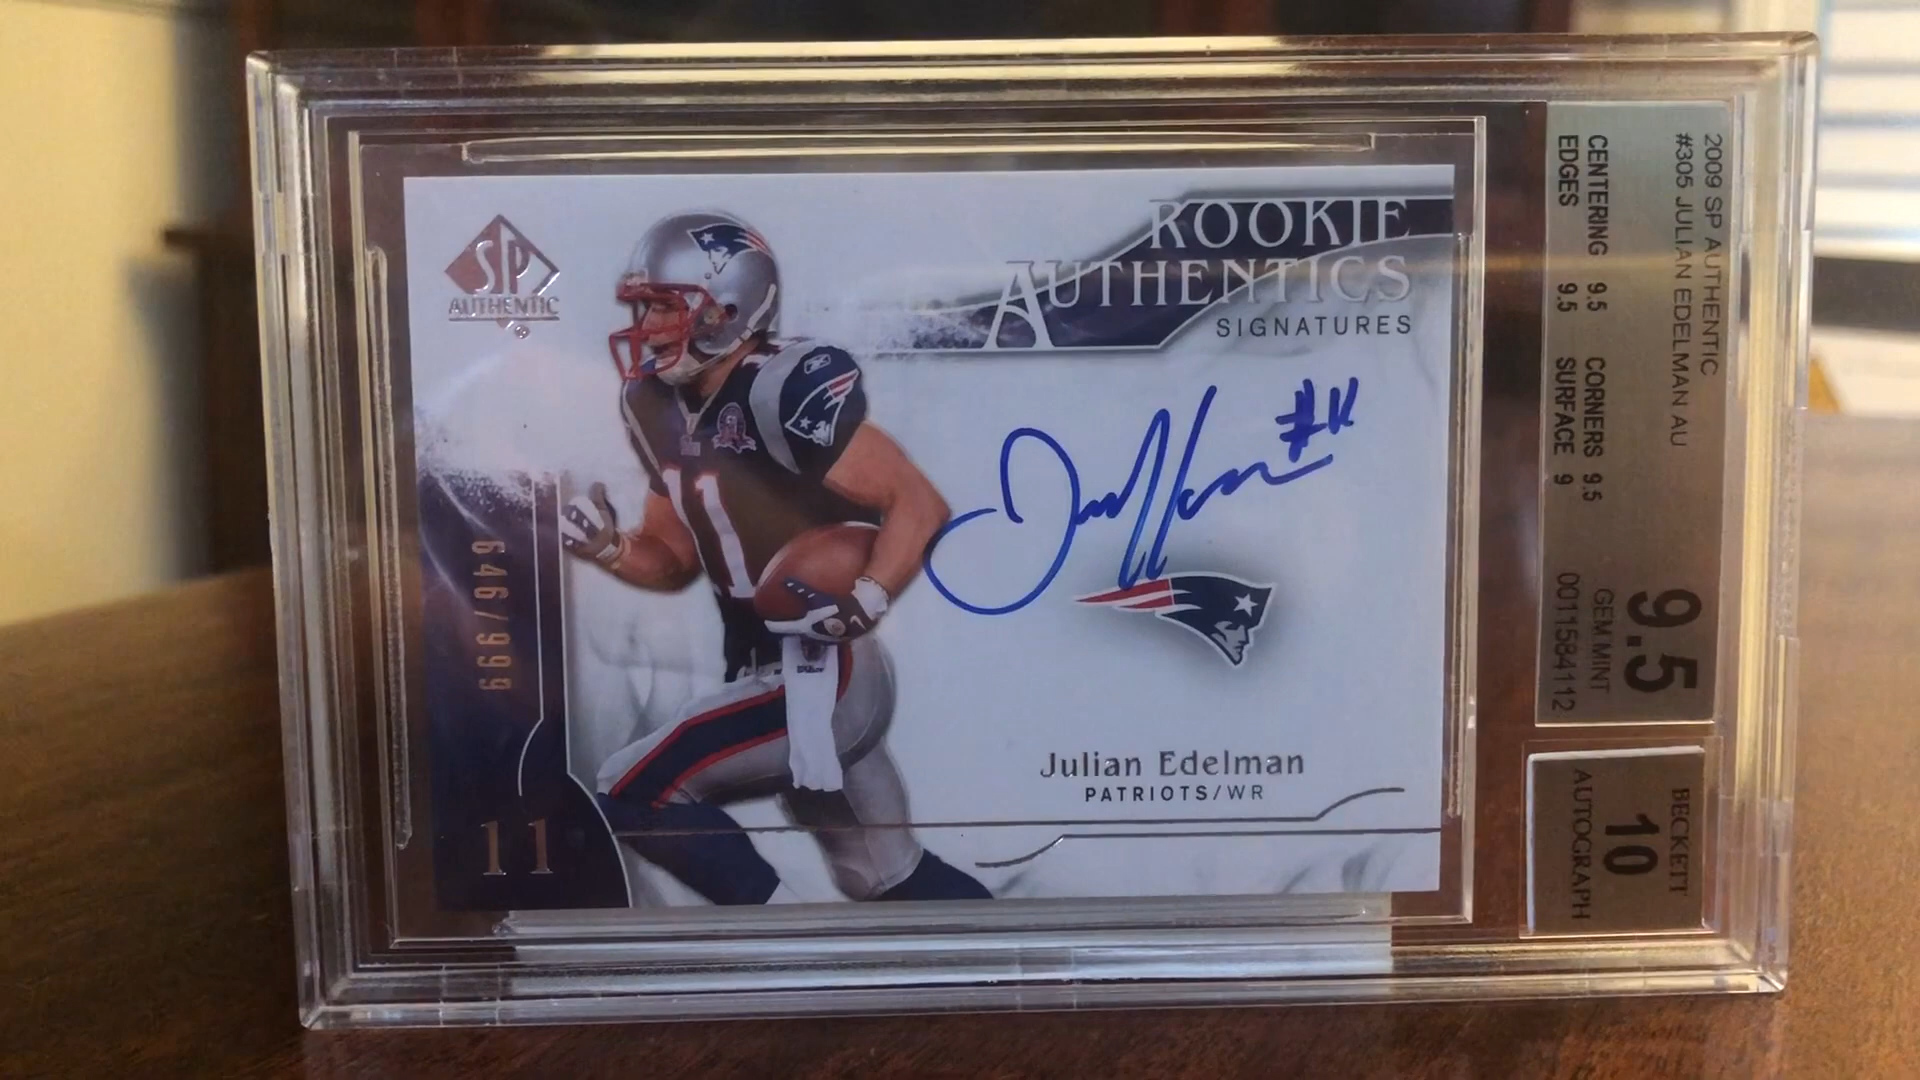 SP
AUTHENTIC
ROOKIE
AUTHENTICS
SIGNATURES
11
#11
646/999
Julian Edelman
PATRIOTS/WR
11
2009 SP AUTHENTIC
#305 JULIAN EDELMAN AU
CENTERING 9.5 CORNERS 9.5
EDGES 9.5 SURFACE 9
9.5
GEM MINT
0011584112
BECKETT
10
AUTOGRAPH